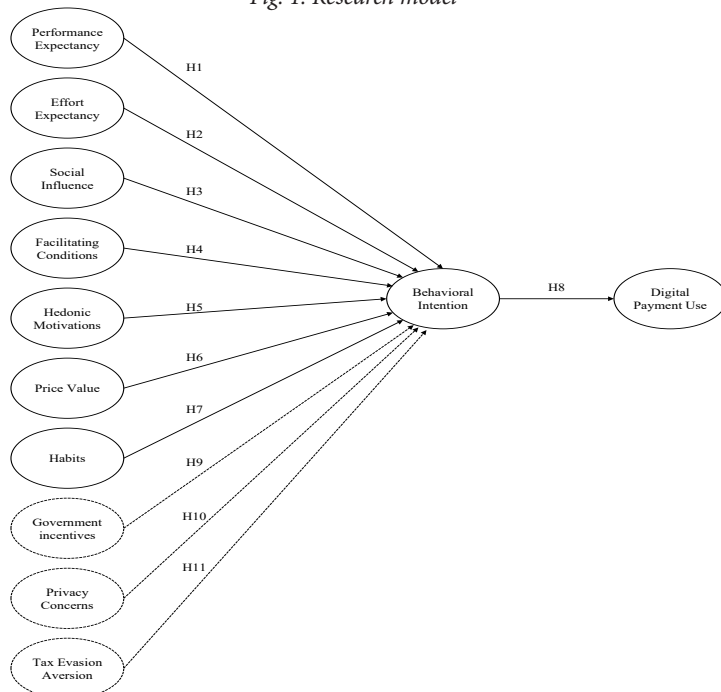 Fig. 1. Research model
Performance
Expectancy
H1
Effort
Expectancy
H2
Social
Influence
H3
Facilitating
Conditions
H4
Hedonic
Motivations
H5
Price Value
H6
Habits
H7
Government
incentives
H9
Privacy
Concerns
H10
Tax Evasion
Aversion
H11
Behavioral
Intention
H8
Digital
Payment Use